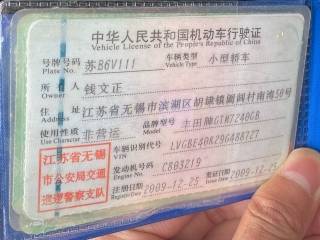 中华人民共和国机动车行驶证
Vehicle License of the People's Republic of China
号牌号码 苏B6V111 车辆类型 小型轿车
Plate No. Vehicle Type
所有人 钱文正
Owner
住址 江苏省无锡市滨湖区胡埭镇 村南湾50号
Address
使用性质 非营运 品牌型号 丰田牌GTM7240GB
Use Character Model
车辆识别代号 LVGBE40K29G488727
VIN
发动机号码 C803219
Engine No.
注册日期 2009-12-25 发证日期 2009-12-25
Register Date Issue Date
江苏省无锡
市公安局交通
巡逻警察支队